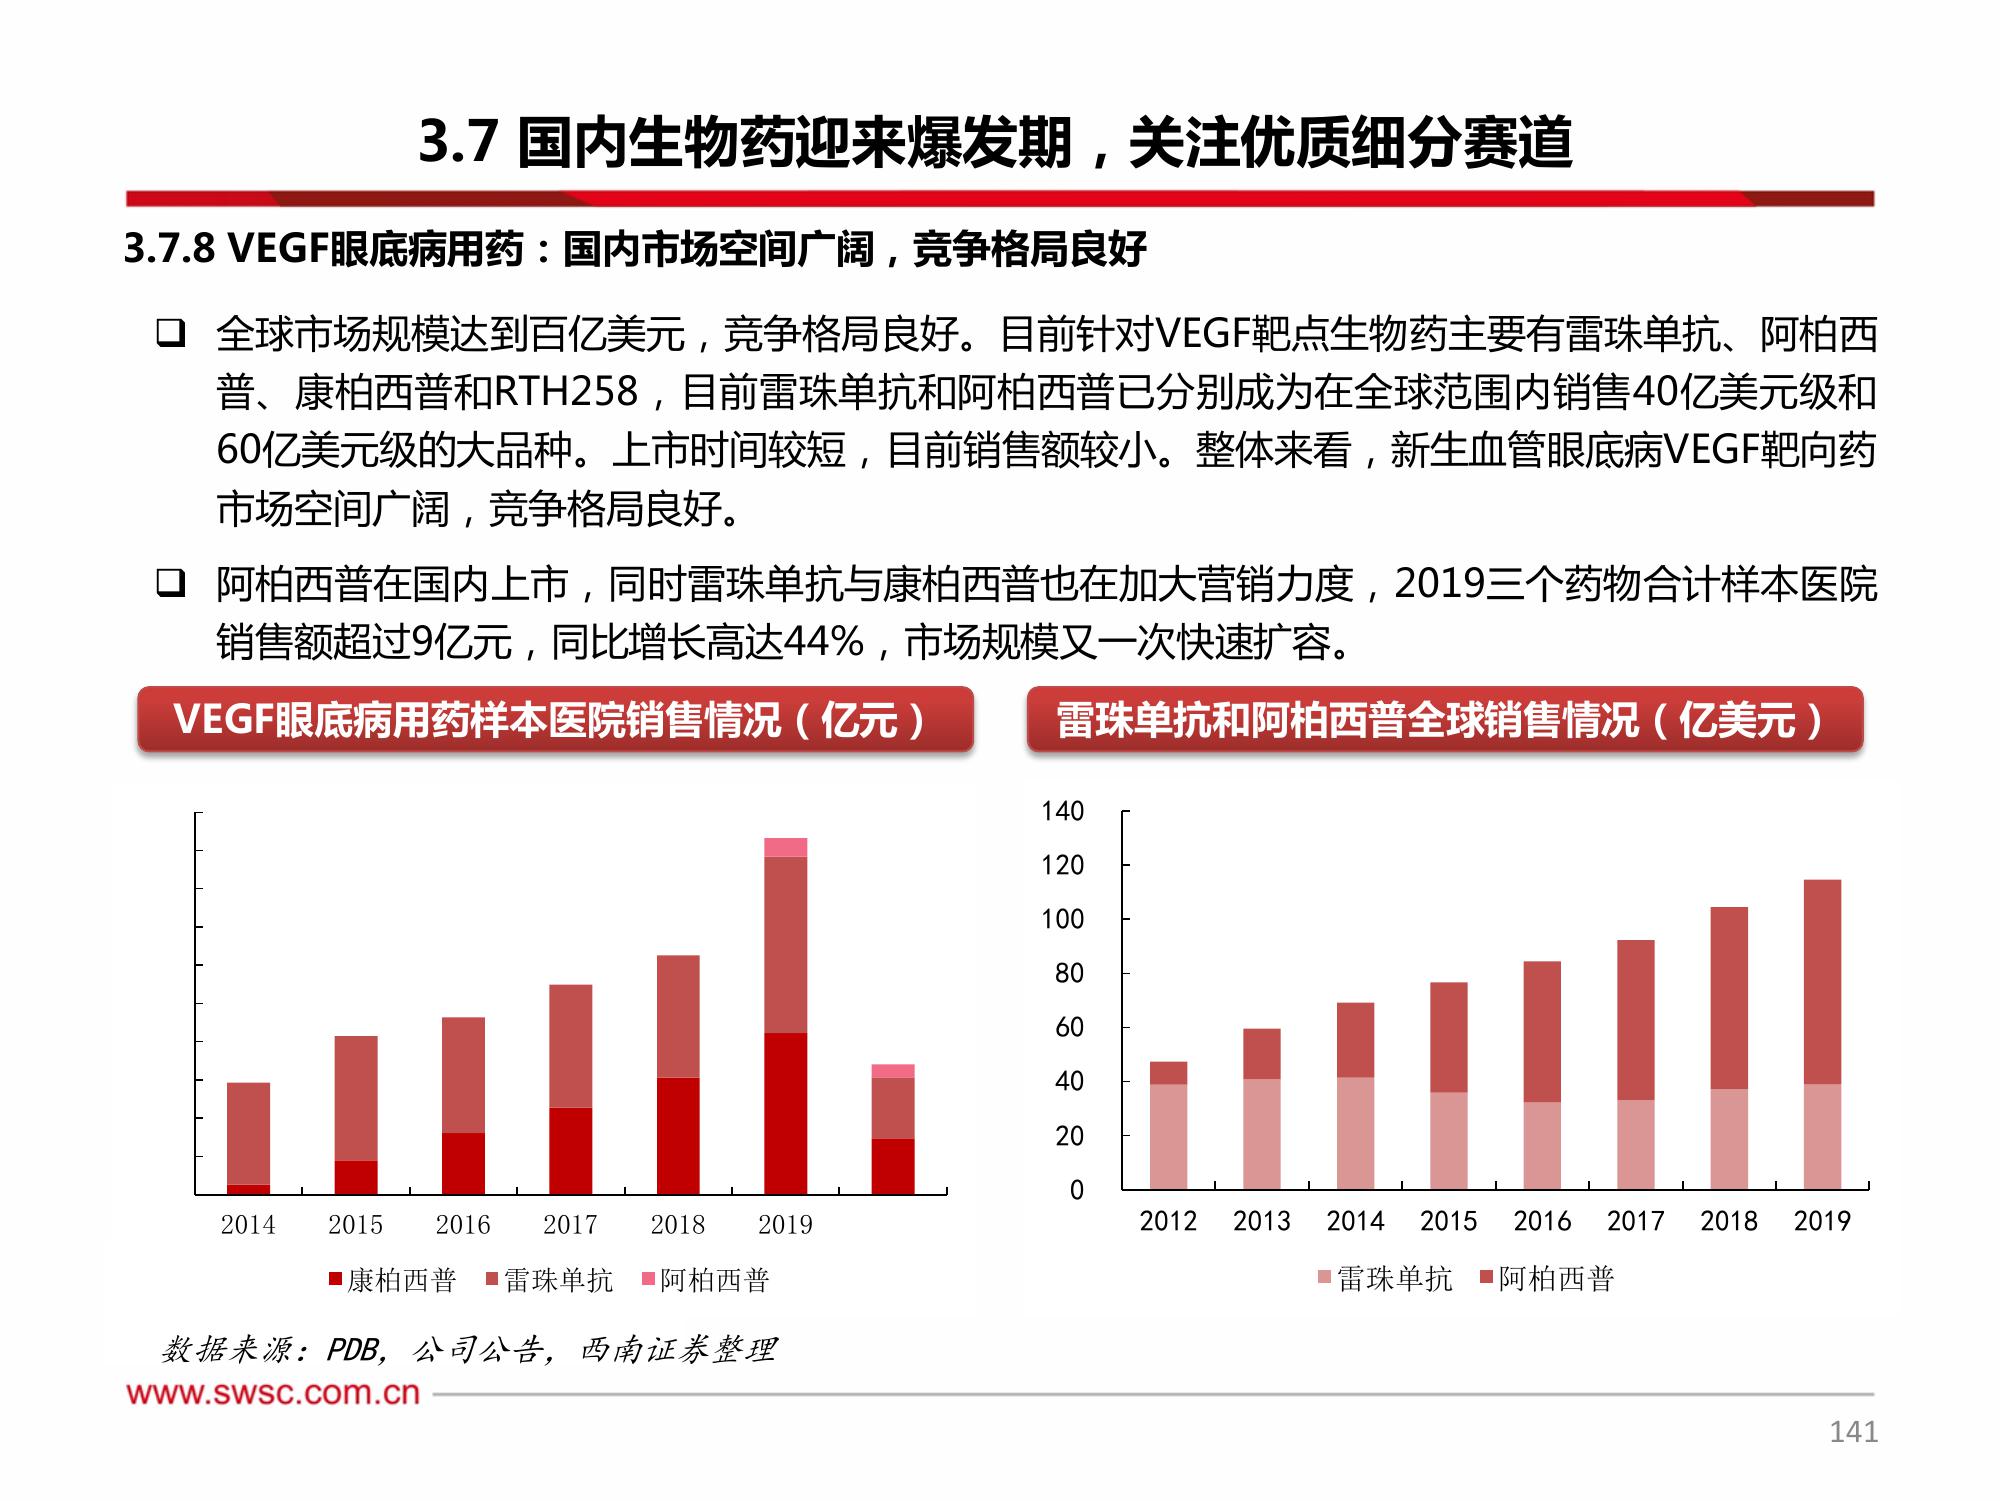 3.7 国内生物药迎来爆发期，关注优质细分赛道
3.7.8 VEGF眼底病用药：国内市场空间广阔，竞争格局良好
全球市场规模达到百亿美元，竞争格局良好。目前针对VEGF靶点生物药主要有雷珠单抗、阿柏西
普、康柏西普和RTH258，目前雷珠单抗和阿柏西普已分别成为在全球范围内销售40亿美元级和
60亿美元级的大品种。上市时间较短，目前销售额较小。整体来看，新生血管眼底病VEGF靶向药
市场空间广阔，竞争格局良好。
阿柏西普在国内上市，同时雷珠单抗与康柏西普也在加大营销力度，2019三个药物合计样本医院
销售额超过9亿元，同比增长高达44%，市场规模又一次快速扩容。
VEGF眼底病用药样本医院销售情况（亿元）
2014 2015 2016 2017 2018 2019
康柏西普 雷珠单抗 阿柏西普
雷珠单抗和阿柏西普全球销售情况（亿美元）
140
120
100
80
60
40
20
0
2012 2013 2014 2015 2016 2017 2018 2019
雷珠单抗 阿柏西普
数据来源：PDB，公司公告，西南证券整理
www.swsc.com.cn
141